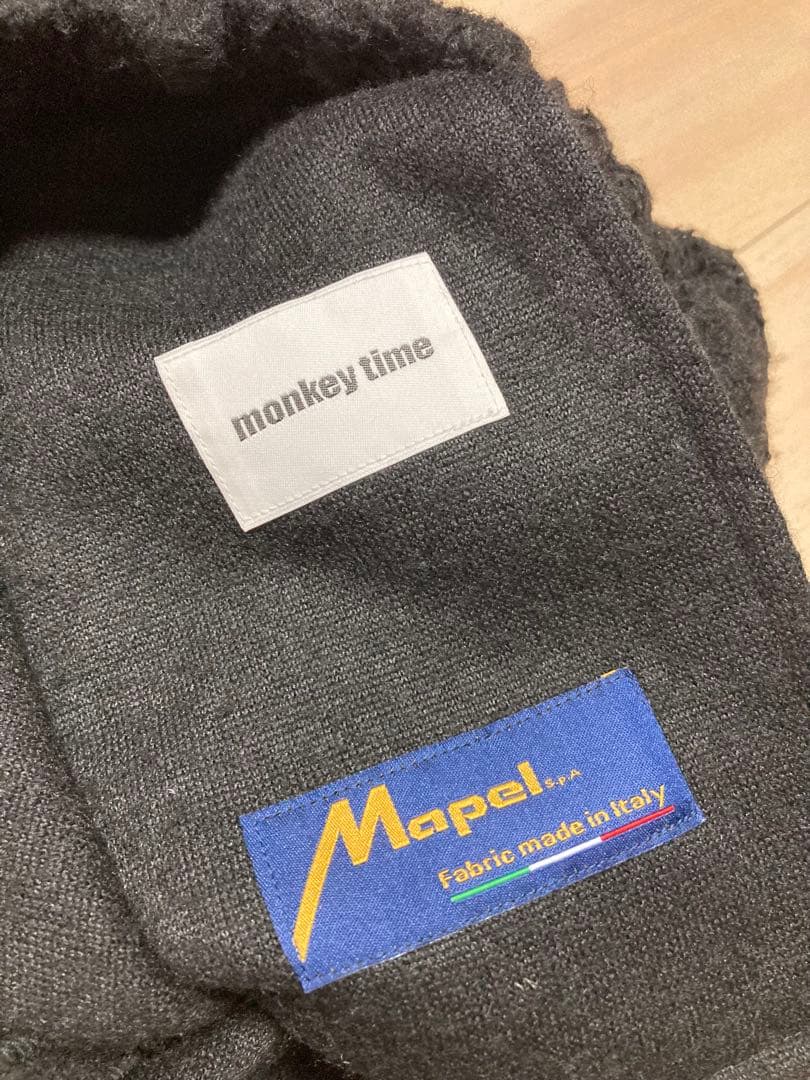 monkey time
Mapel S.p.A
Fabric made in Italy